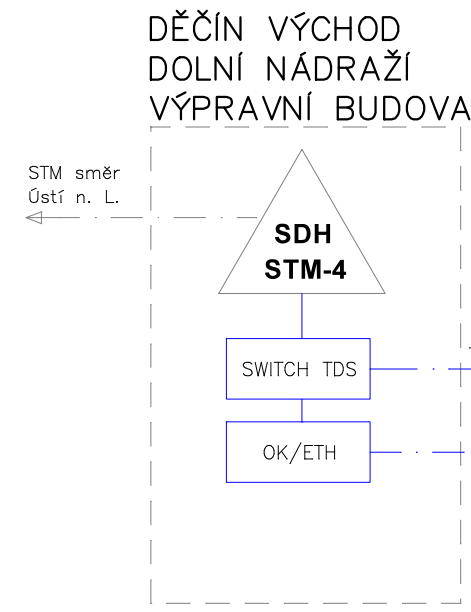 DĚČÍN VÝCHOD
DOLNÍ NÁDRAŽÍ
VÝPRAVNÍ BUDOVA
STM směr
Ústí n. L.
SDH
STM-4
SWITCH TDS
OK/ETH